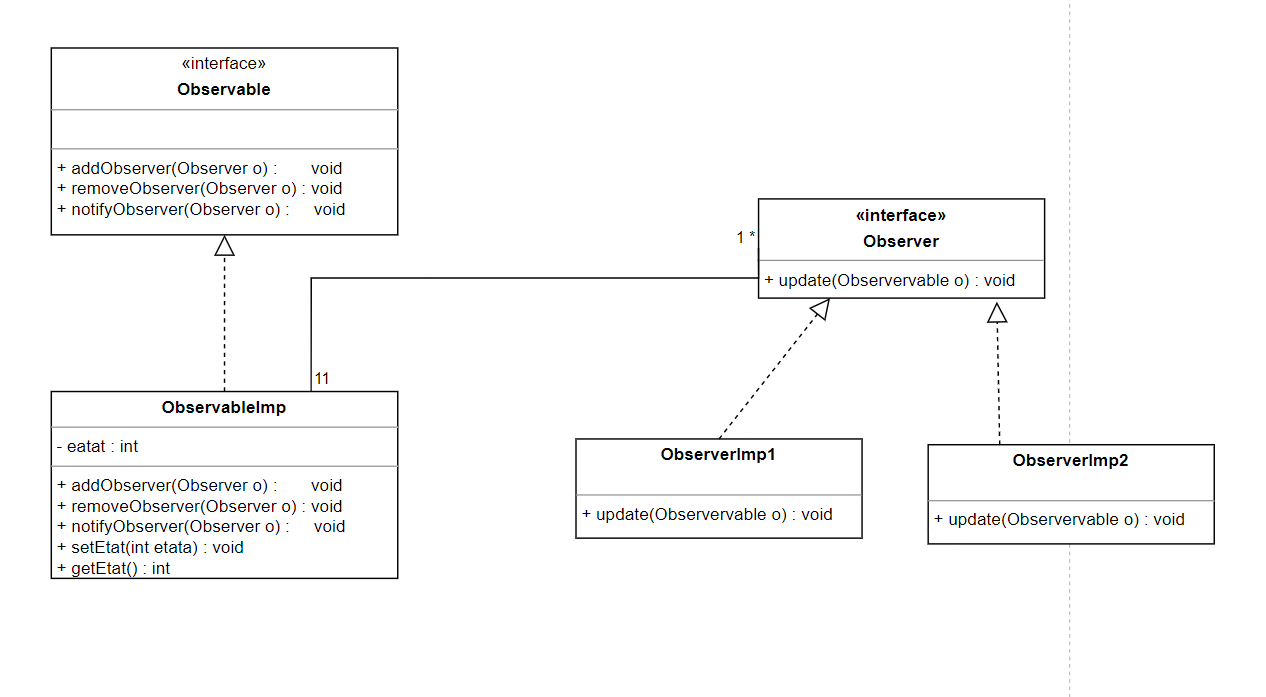 «interface»
Observable
+ addObserver(Observer o) : void
+ removeObserver(Observer o) : void
+ notifyObserver(Observer o) : void
«interface»
Observer
1 *
+ update(Observervable o) : void
11
ObservableImp
- eatat : int
+ addObserver(Observer o) : void
+ removeObserver(Observer o) : void
+ notifyObserver(Observer o) : void
+ setEtat(int etata) : void
+ getEtat() : int
ObserverImp1
+ update(Observervable o) : void
ObserverImp2
+ update(Observervable o) : void